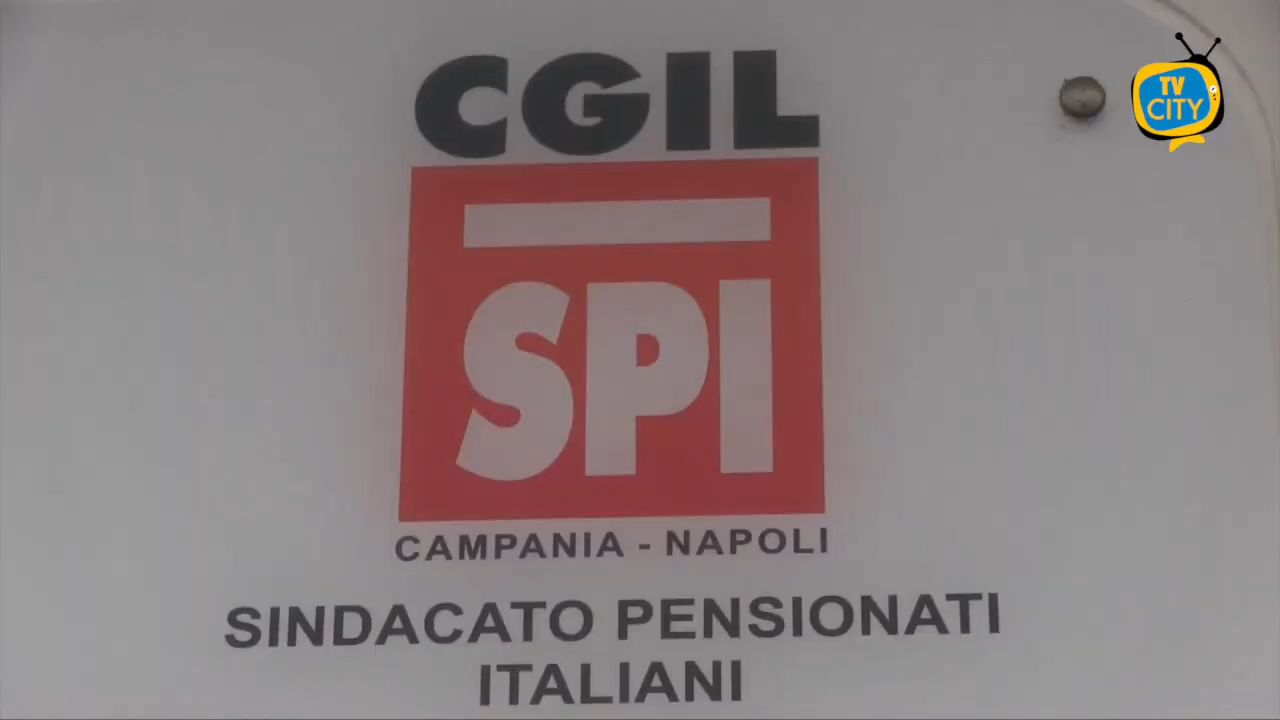 CGIL
TV
CITY
SPI
CAMPANIA - NAPOLI
SINDACATO PENSIONATI
ITALIANI